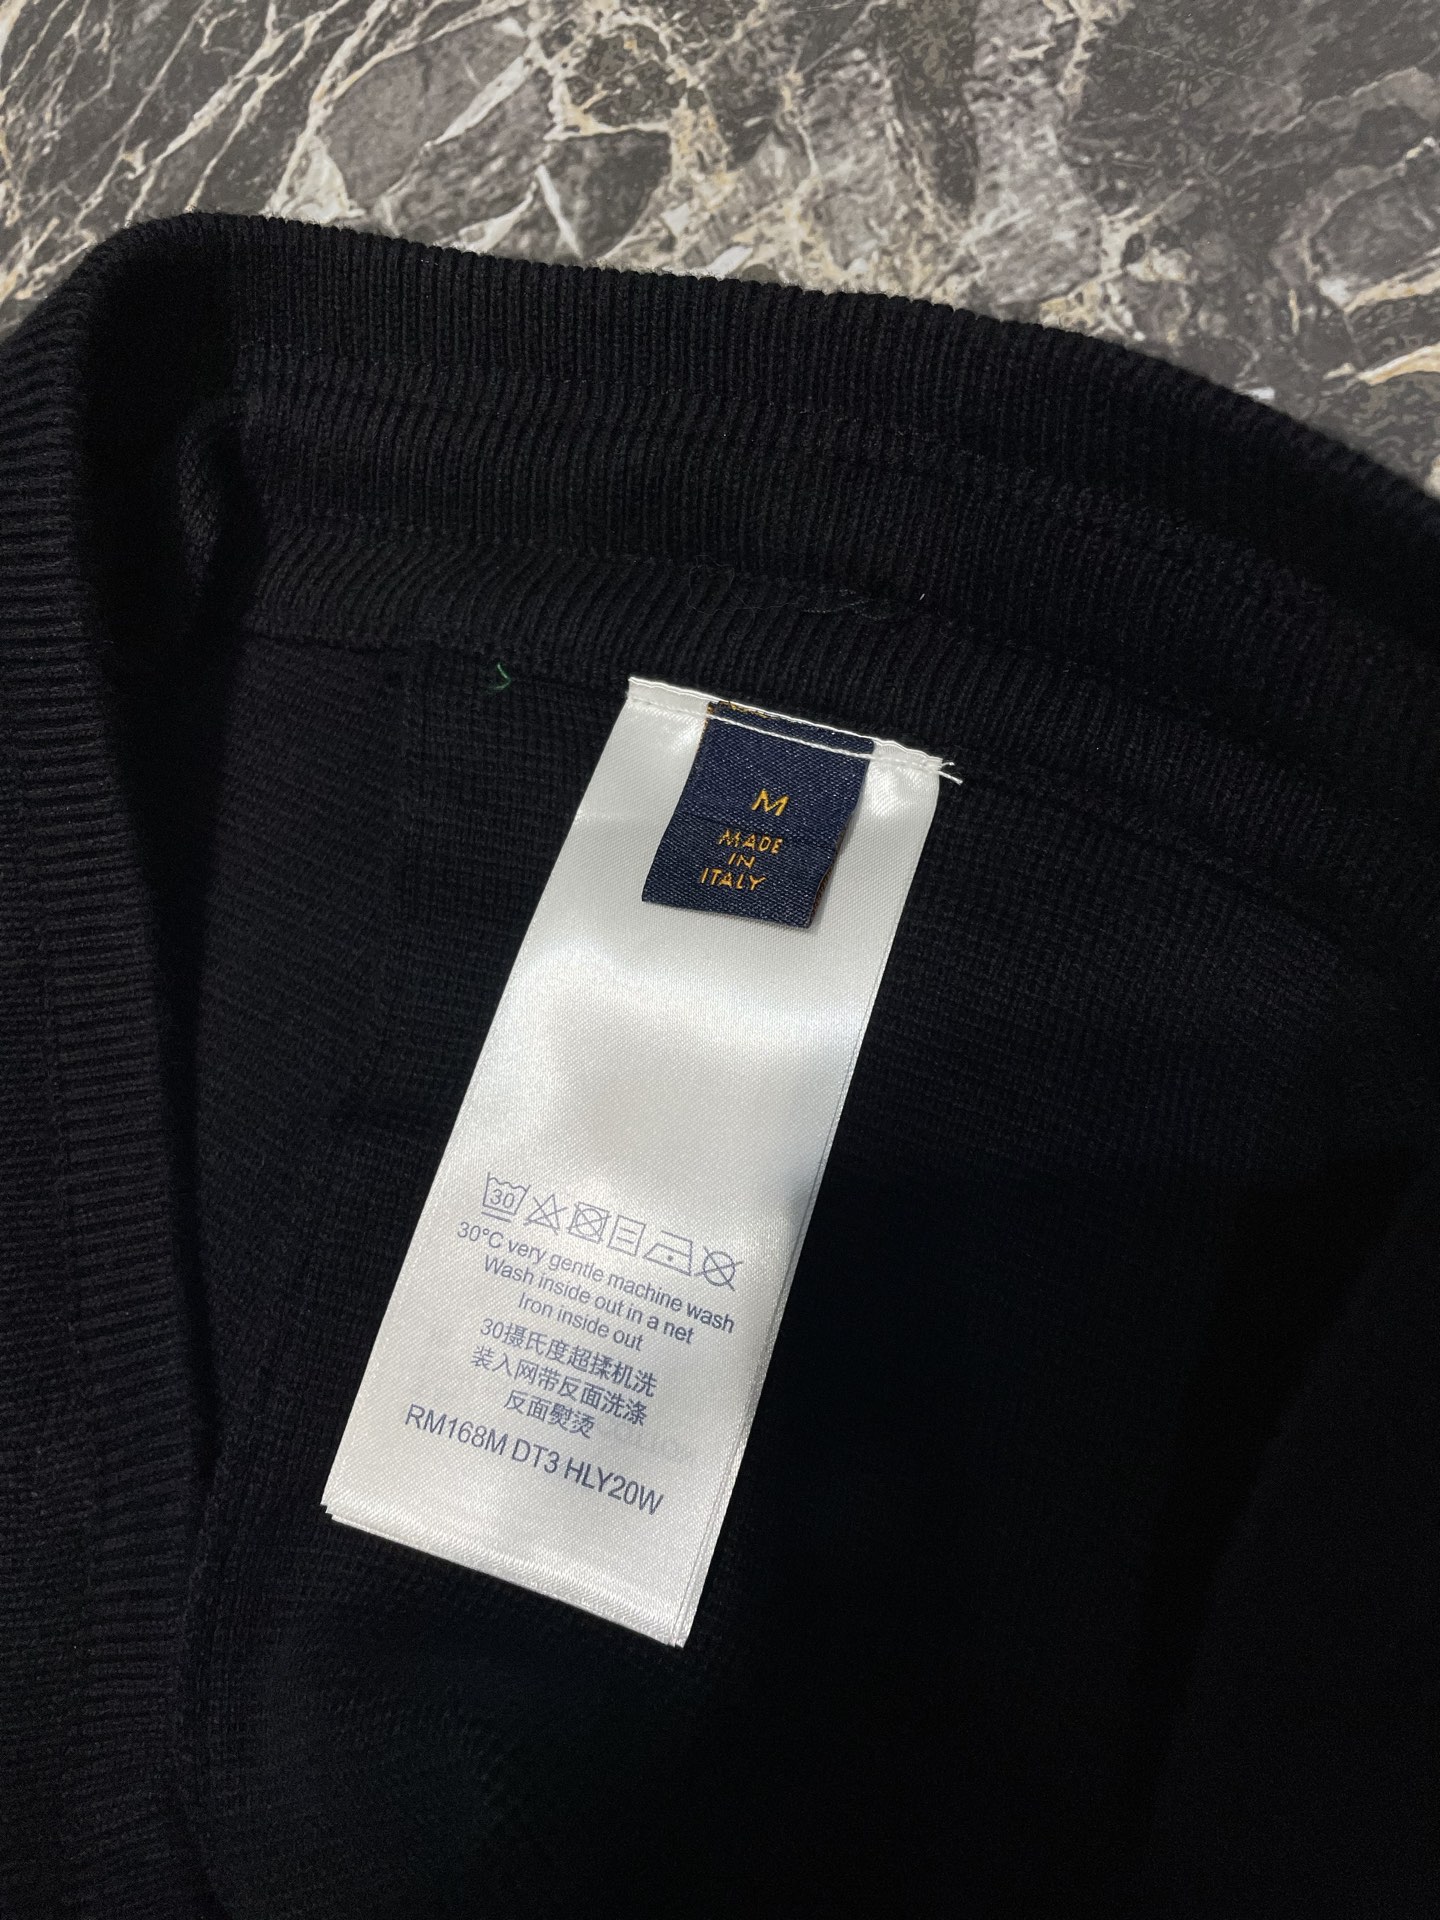 M
MADE
IN
ITALY
30
30°C very gentle machine wash
Wash inside out in a net
Iron inside out
30摄氏度超揉机洗
装入网带反面洗涤
反面熨烫
RM168M DT3 HLY20W